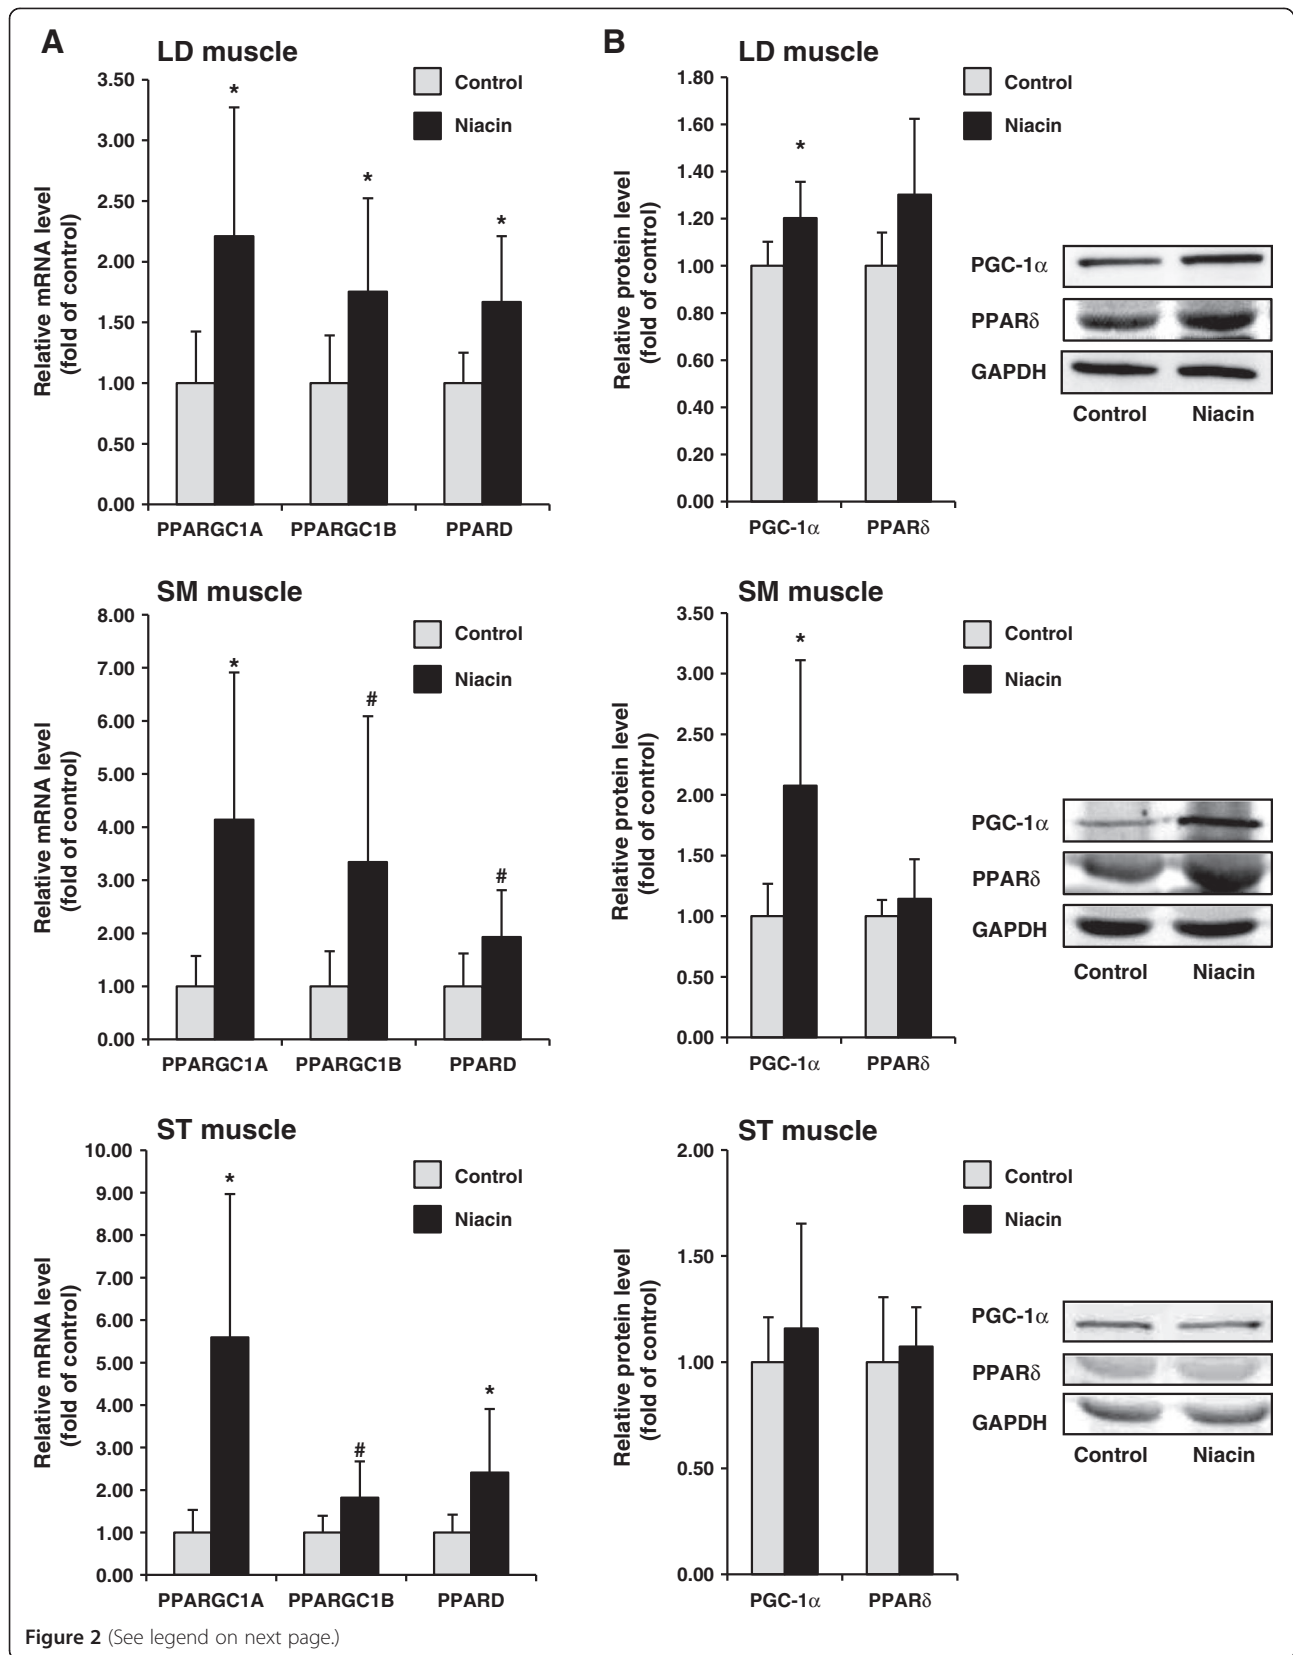 A
LD muscle
3.50
3.00
2.50
2.00
1.50
1.00
0.50
0.00
Relative mRNA level
(fold of control)
Control
Niacin
*
*
*
PPARGC1A PPARGC1B PPARD
B
LD muscle
1.80
1.60
1.40
1.20
1.00
0.80
0.60
0.40
0.20
0.00
Relative protein level
(fold of control)
Control
Niacin
*
PGC-1α PPARδ
PGC-1α
PPARδ
GAPDH
Control Niacin
SM muscle
8.00
7.00
6.00
5.00
4.00
3.00
2.00
1.00
0.00
Relative mRNA level
(fold of control)
Control
Niacin
*
#
#
PPARGC1A PPARGC1B PPARD
SM muscle
3.50
3.00
2.50
2.00
1.50
1.00
0.50
0.00
Relative protein level
(fold of control)
Control
Niacin
*
PGC-1α PPARδ
PGC-1α
PPARδ
GAPDH
Control Niacin
ST muscle
10.00
9.00
8.00
7.00
6.00
5.00
4.00
3.00
2.00
1.00
0.00
Relative mRNA level
(fold of control)
Control
Niacin
*
#
*
PPARGC1A PPARGC1B PPARD
ST muscle
2.00
1.50
1.00
0.50
0.00
Relative protein level
(fold of control)
Control
Niacin
PGC-1α PPARδ
PGC-1α
PPARδ
GAPDH
Control Niacin
Figure 2 (See legend on next page.)